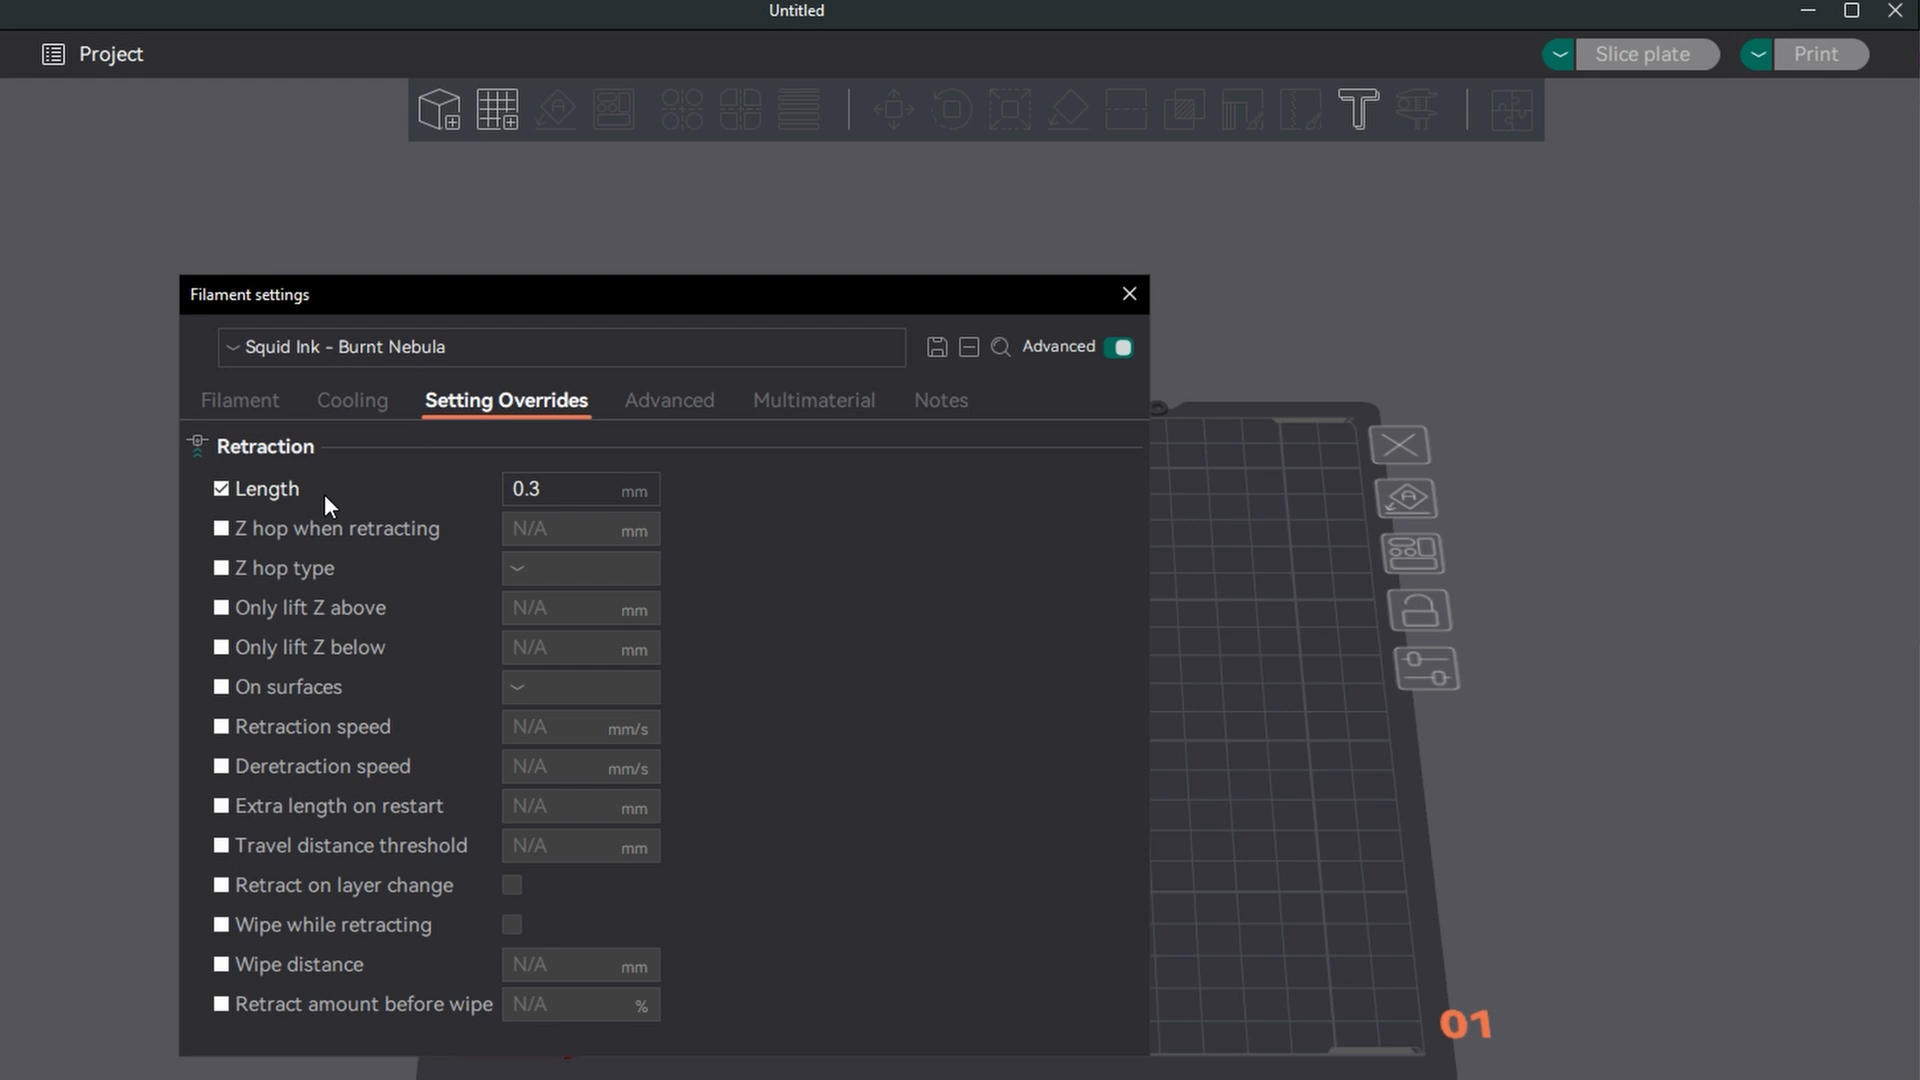 Untitled
Project
Slice plate
Print
Filament settings
Squid Ink - Burnt Nebula
Advanced
Filament Cooling Setting Overrides Advanced Multimaterial Notes
Retraction
Length 0.3 mm
Z hop when retracting N/A mm
Z hop type
Only lift Z above N/A mm
Only lift Z below N/A mm
On surfaces
Retraction speed N/A mm/s
Deretraction speed N/A mm/s
Extra length on restart N/A mm
Travel distance threshold N/A mm
Retract on layer change
Wipe while retracting
Wipe distance N/A mm
Retract amount before wipe N/A %
01